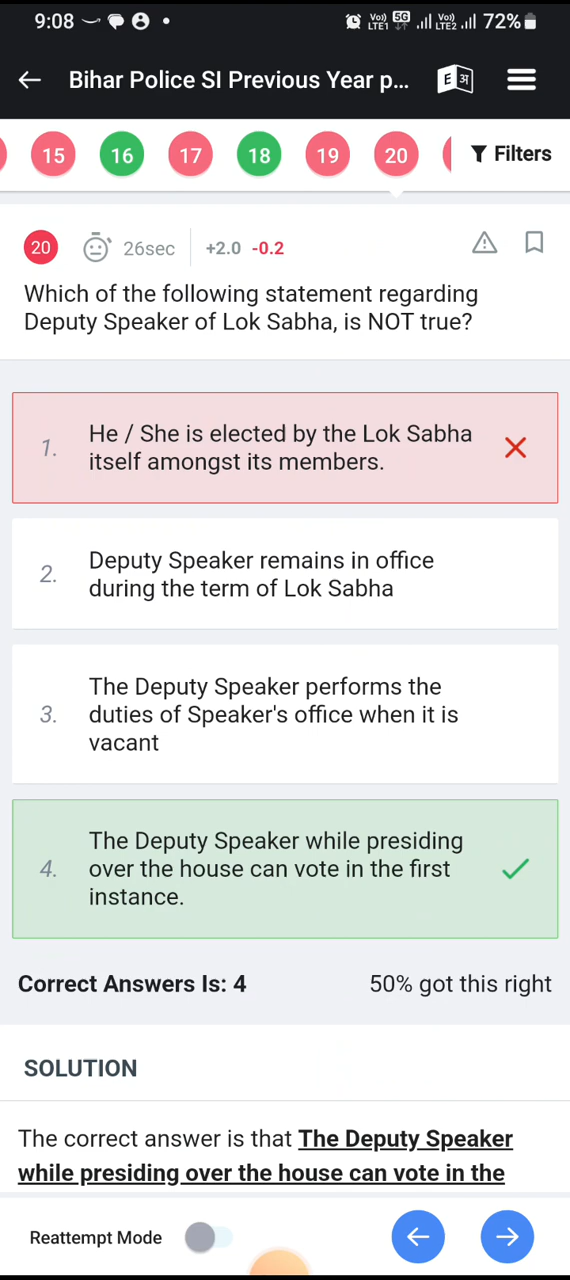 9:08
Vo)) LTE1 5G Vo)) LTE2 72%
Bihar Police SI Previous Year p... E अ
15 16 17 18 19 20 Filters
20 26sec +2.0 -0.2
Which of the following statement regarding
Deputy Speaker of Lok Sabha, is NOT true?
1. He / She is elected by the Lok Sabha
itself amongst its members.
2. Deputy Speaker remains in office
during the term of Lok Sabha
3. The Deputy Speaker performs the
duties of Speaker's office when it is
vacant
4. The Deputy Speaker while presiding
over the house can vote in the first
instance.
Correct Answers Is: 4 50% got this right
SOLUTION
The correct answer is that The Deputy Speaker
while presiding over the house can vote in the
Reattempt Mode